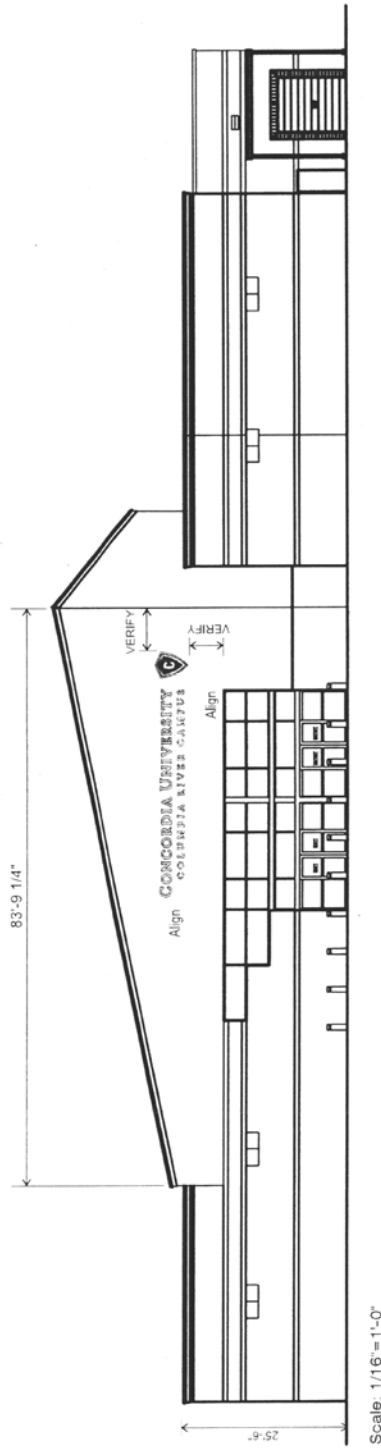 83'-9 1/4"
VERIFY
C
VERIFY
Align
CONCORDIA UNIVERSITY
COLUMBIA RIVER CAMPUS
Align
25'-6"
Scale: 1/16"=1'-0"